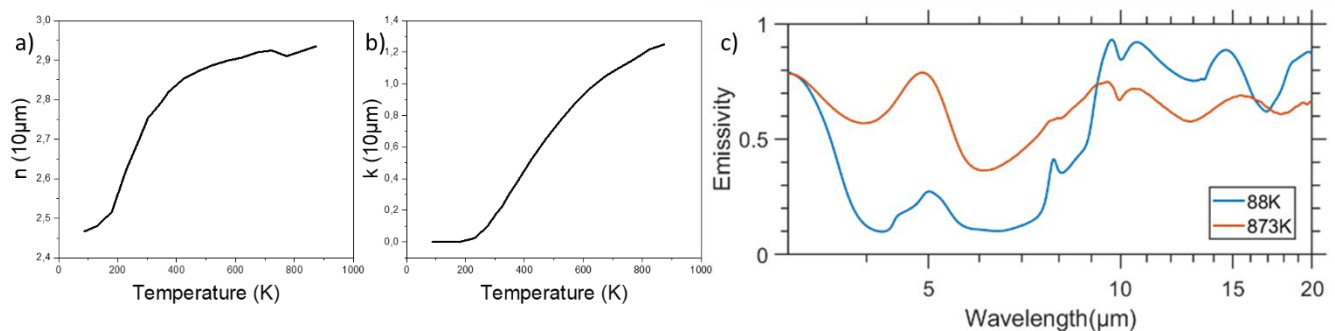 a)
n (10µm)
3,0
2,9
2,8
2,7
2,6
2,5
2,4
0 200 400 600 800 1000
Temperature (K)
b)
k (10µm)
1,4
1,2
1,0
0,8
0,6
0,4
0,2
0,0
0 200 400 600 800 1000
Temperature (K)
c)
Emissivity
1
0.5
0
88K
873K
5 10 15 20
Wavelength(µm)